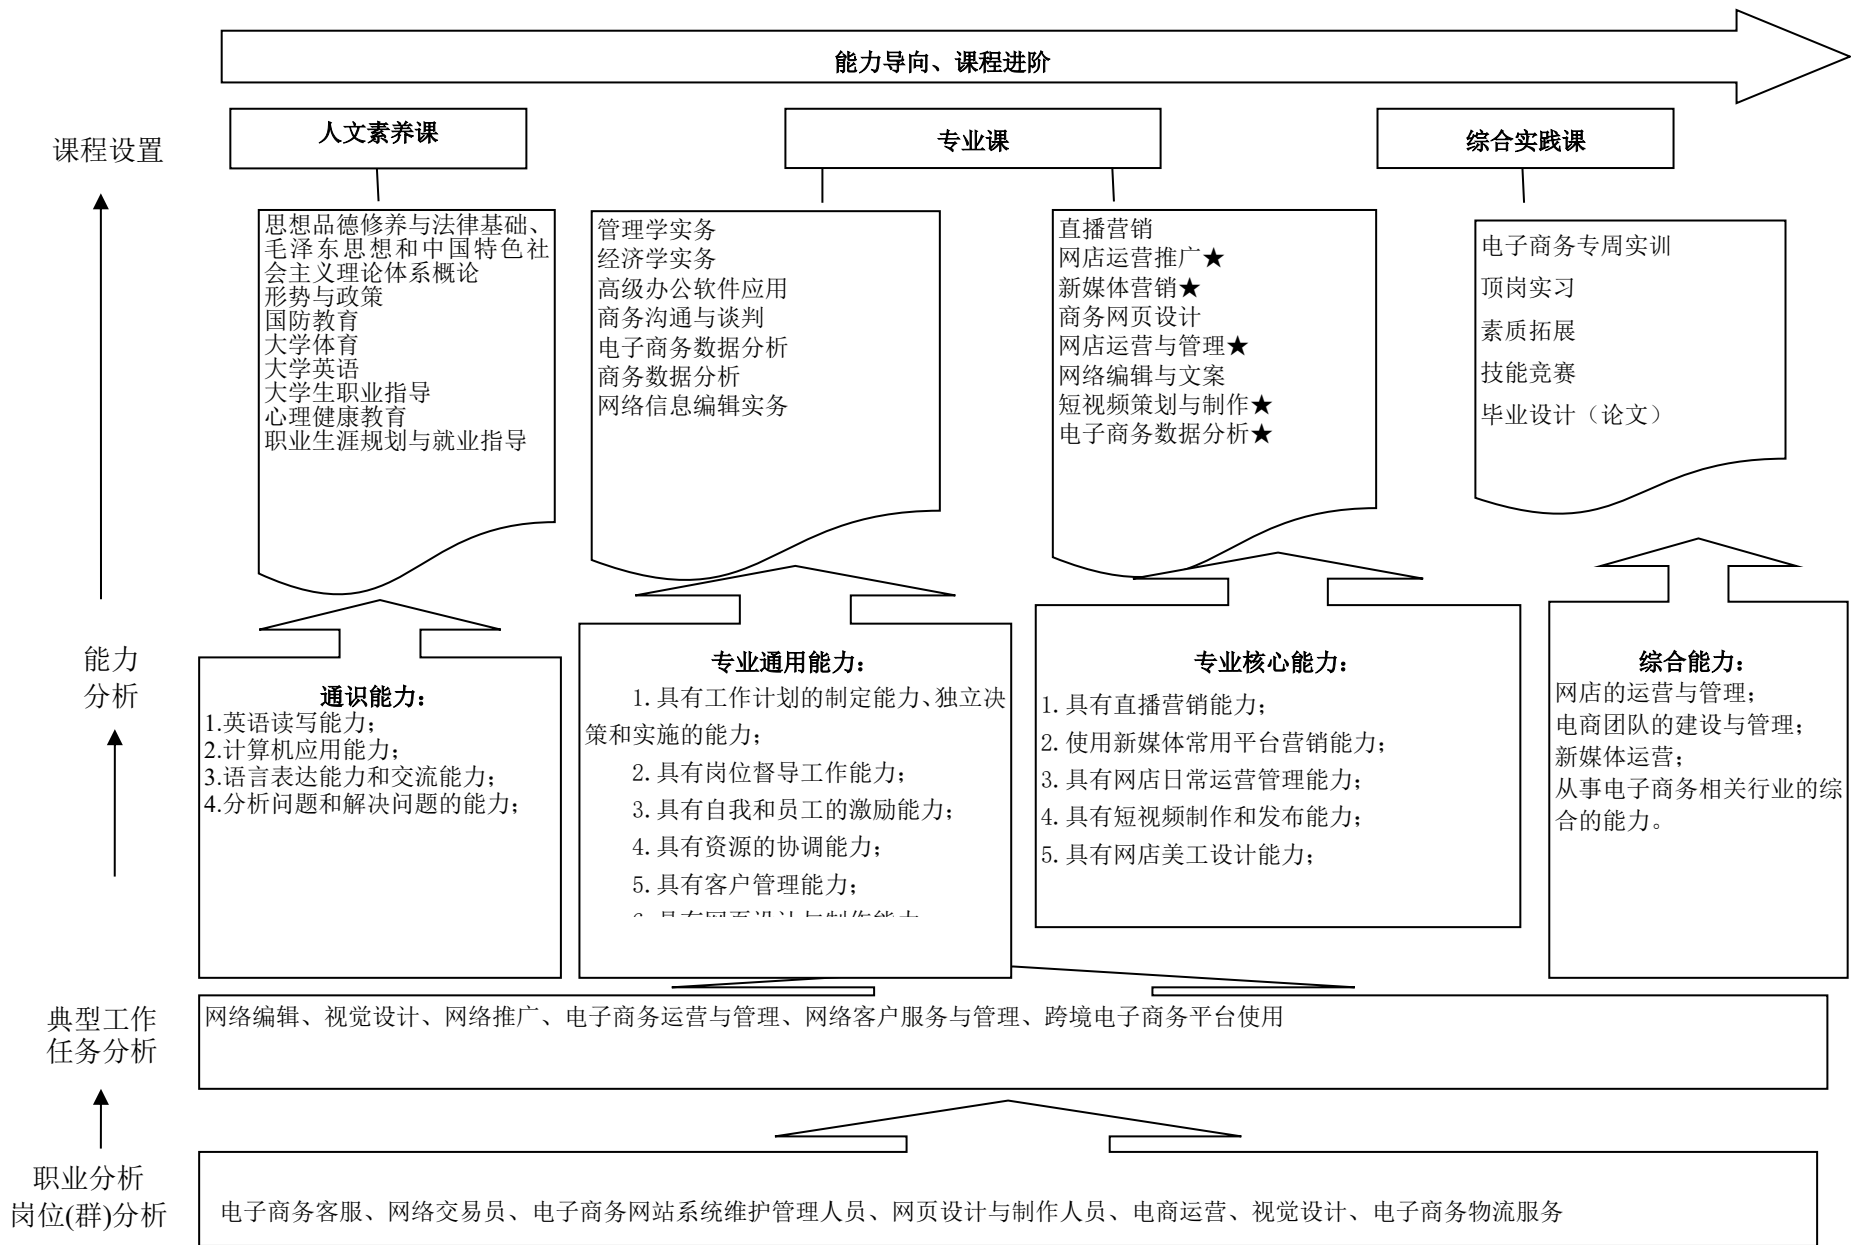 能力导向、课程进阶
课程设置
人文素养课
专业课
综合实践课
思想品德修养与法律基础、
毛泽东思想和中国特色社
会主义理论体系概论
形势与政策
国防教育
大学体育
大学英语
大学生职业指导
心理健康教育
职业生涯规划与就业指导
管理学实务
经济学实务
高级办公软件应用
商务沟通与谈判
电子商务数据分析
商务数据分析
网络信息编辑实务
直播营销
网店运营推广★
新媒体营销★
商务网页设计
网店运营与管理★
网络编辑与文案
短视频策划与制作★
电子商务数据分析★
电子商务专周实训
顶岗实习
素质拓展
技能竞赛
毕业设计（论文）
能力
分析
通识能力：
1.英语读写能力；
2.计算机应用能力；
3.语言表达能力和交流能力；
4.分析问题和解决问题的能力；
专业通用能力：
1.具有工作计划的制定能力、独立决
策和实施的能力；
2.具有岗位督导工作能力；
3.具有自我和员工的激励能力；
4.具有资源的协调能力；
5.具有客户管理能力；
专业核心能力：
1.具有直播营销能力；
2.使用新媒体常用平台营销能力；
3.具有网店日常运营管理能力；
4.具有短视频制作和发布能力；
5.具有网店美工设计能力；
综合能力：
网店的运营与管理；
电商团队的建设与管理；
新媒体运营；
从事电子商务相关行业的综
合的能力。
典型工作
任务分析
网络编辑、视觉设计、网络推广、电子商务运营与管理、网络客户服务与管理、跨境电子商务平台使用
职业分析
岗位(群)分析
电子商务客服、网络交易员、电子商务网站系统维护管理人员、网页设计与制作人员、电商运营、视觉设计、电子商务物流服务